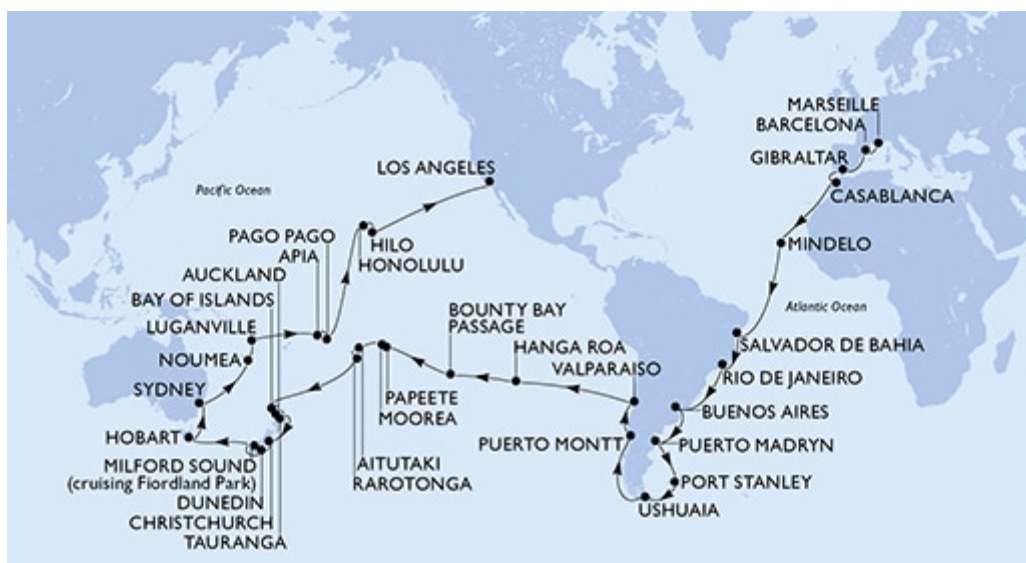 MARSEILLE
BARCELONA
GIBRALTAR
CASABLANCA
LOS ANGELES
Pacific Ocean
PAGO PAGO
APIA
HILO
HONOLULU
MINDELO
AUCKLAND
BAY OF ISLANDS
LUGANVILLE
NOUMEA
SYDNEY
HOBART
BOUNTY BAY
PASSAGE
HANGA ROA
VALPARAISO
Atlantic Ocean
SALVADOR DE BAHIA
RIO DE JANEIRO
BUENOS AIRES
PAPEETE
MOOREA
PUERTO MONTT
PUERTO MADRYN
MILFORD SOUND
(cruising Fiordland Park)
DUNEDIN
CHRISTCHURCH
TAURANGA
AITUTAKI
RAROTONGA
PORT STANLEY
USHUAIA